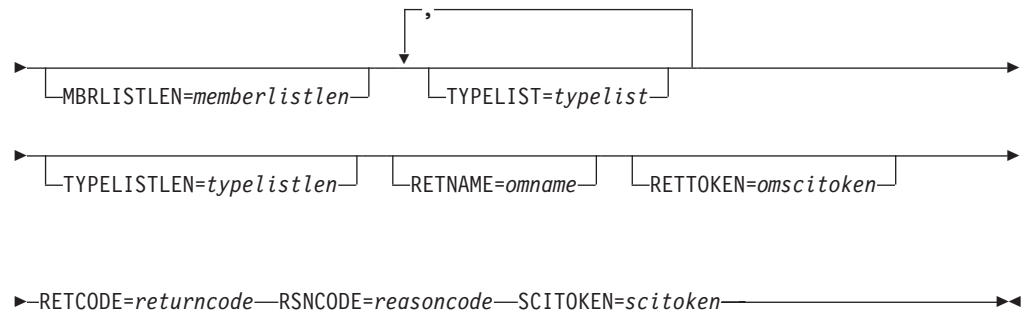 ,
MBRLISTLEN=memberlistlen TYPELIST=typelist
TYPELISTLEN=typelistlen RETNAME=omname RETTOKEN=omscitoken
RETCODE=returncode RSNCODE=reasoncode SCITOKEN=scitoken